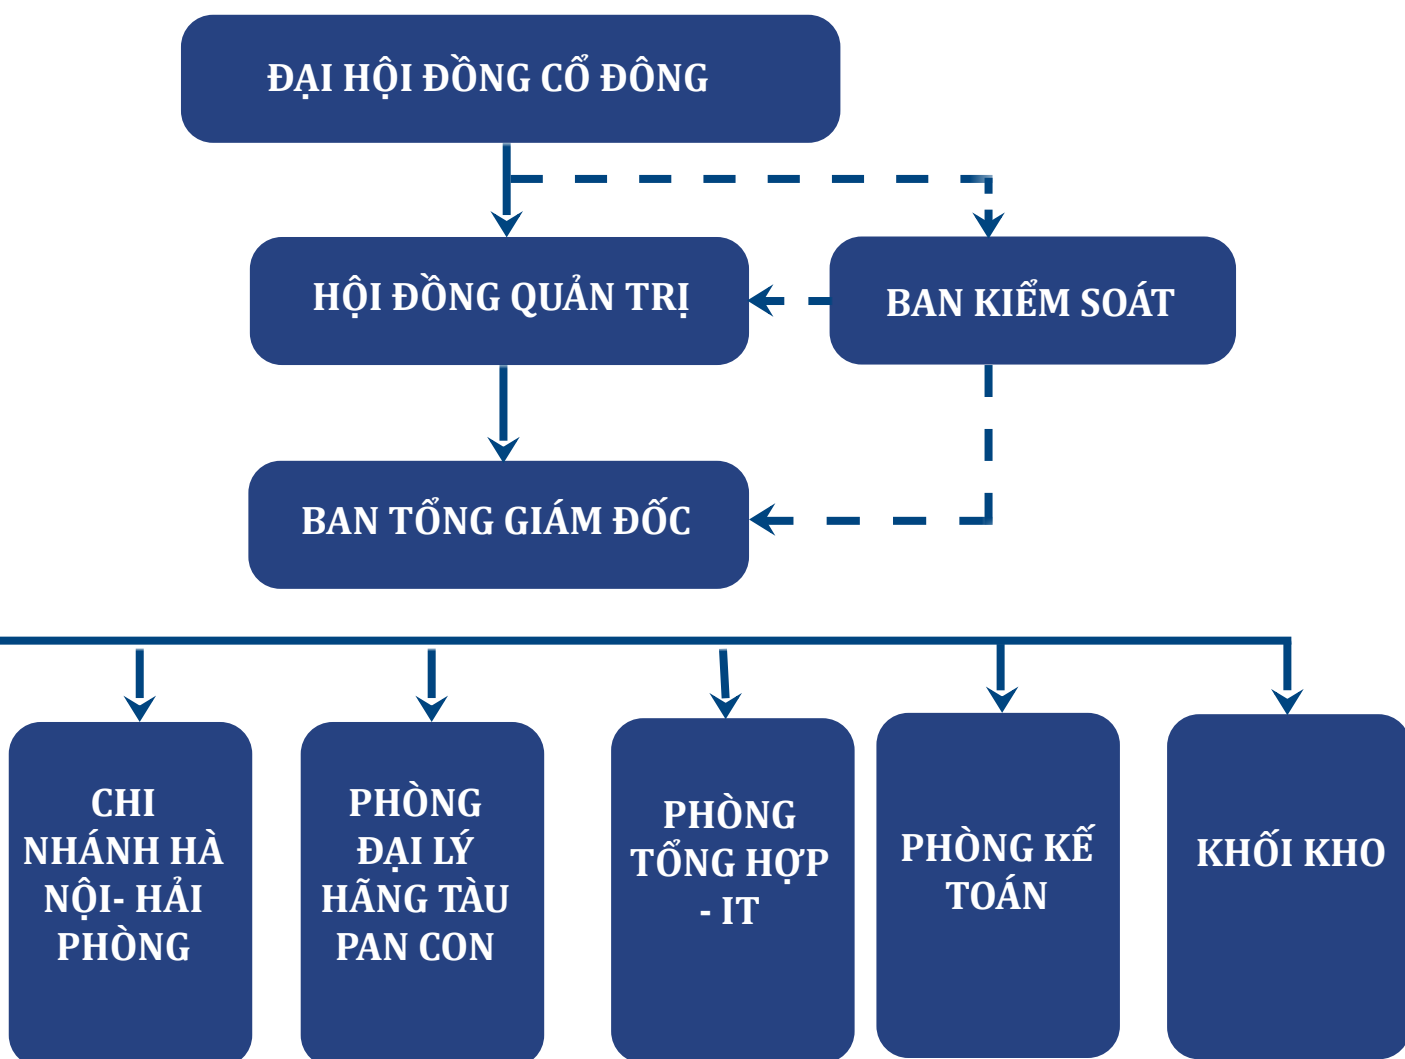 ĐẠI HỘI ĐỒNG CỔ ĐÔNG
HỘI ĐỒNG QUẢN TRỊ
BAN KIỂM SOÁT
BAN TỔNG GIÁM ĐỐC
CHI
NHÁNH HÀ
NỘI- HẢI
PHÒNG
PHÒNG
ĐẠI LÝ
HÃNG TÀU
PAN CON
PHÒNG
TỔNG HỢP
- IT
PHÒNG KẾ
TOÁN
KHỐI KHO